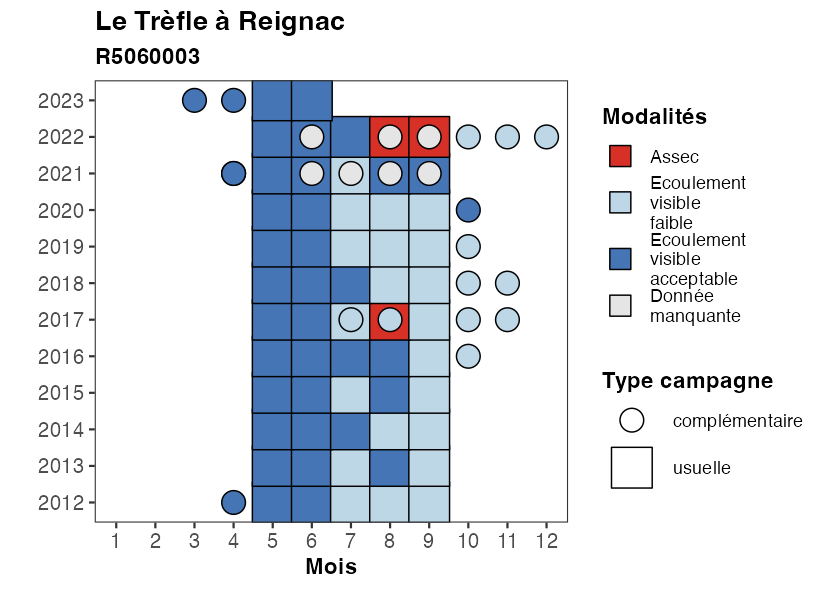 Le Trèfle à Reignac
R5060003
2023
2022
2021
2020
2019
2018
2017
2016
2015
2014
2013
2012
1 2 3 4 5 6 7 8 9 10 11 12
Mois
Modalités
Assec
Ecoulement
visible
faible
Ecoulement
visible
acceptable
Donnée
manquante
Type campagne
complémentaire
usuelle